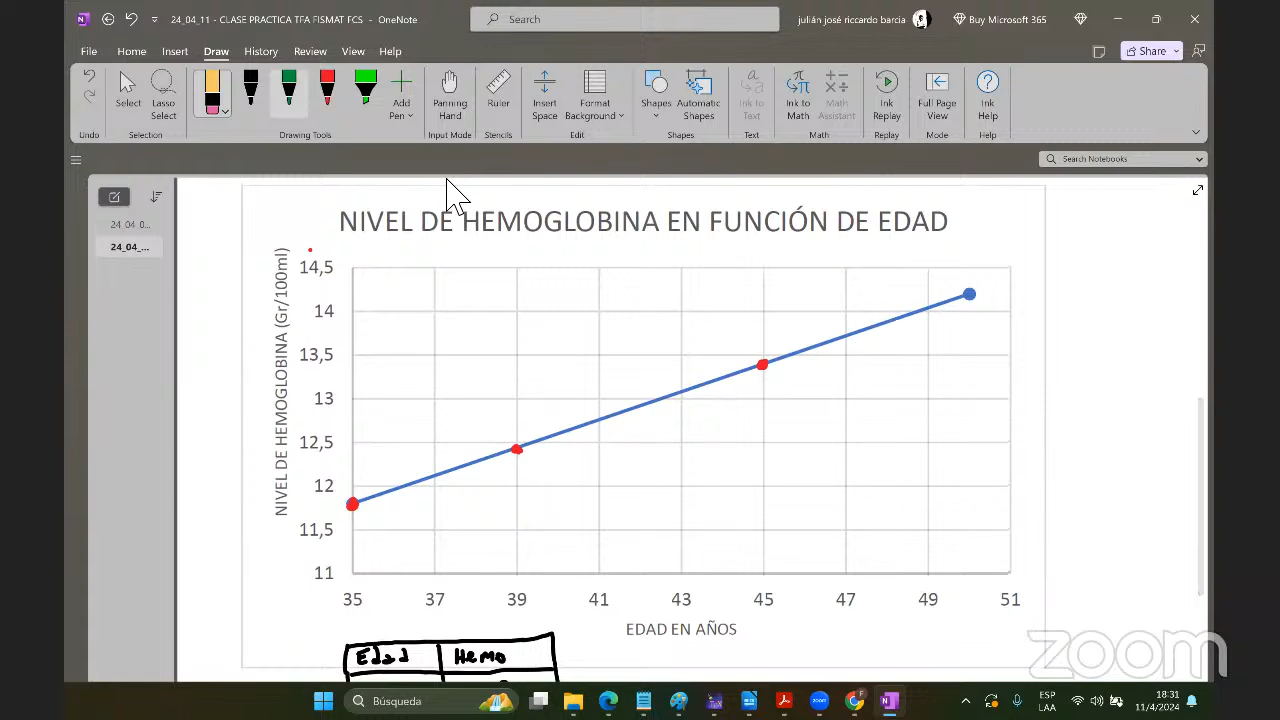 24_04_11 - CLASE PRACTICA TFA FISMAT FCS - OneNote
Search
julián josé riccardo barcia
Buy Microsoft 365
File Home Insert Draw History Review View Help
Share
Select
Lasso Select
Add Pen
Panning Hand
Ruler
Insert Space
Format Background
Shapes
Automatic Shapes
Ink to Text
Ink to Math
Math Assistant
Ink Replay
Full Page View
Ink Help
Undo Selection Drawing Tools Input Mode Stencils Edit Shapes Text Math Replay Mode Help
Search Notebooks
24_04_0...
24_04_...
NIVEL DE HEMOGLOBINA EN FUNCIÓN DE EDAD
NIVEL DE HEMOGLOBINA (Gr/100ml)
14,5
14
13,5
13
12,5
12
11,5
11
35 37 39 41 43 45 47 49 51
EDAD EN AÑOS
Edad Hemo
zoom
Búsqueda
ESP
LAA
18:31
11/4/2024